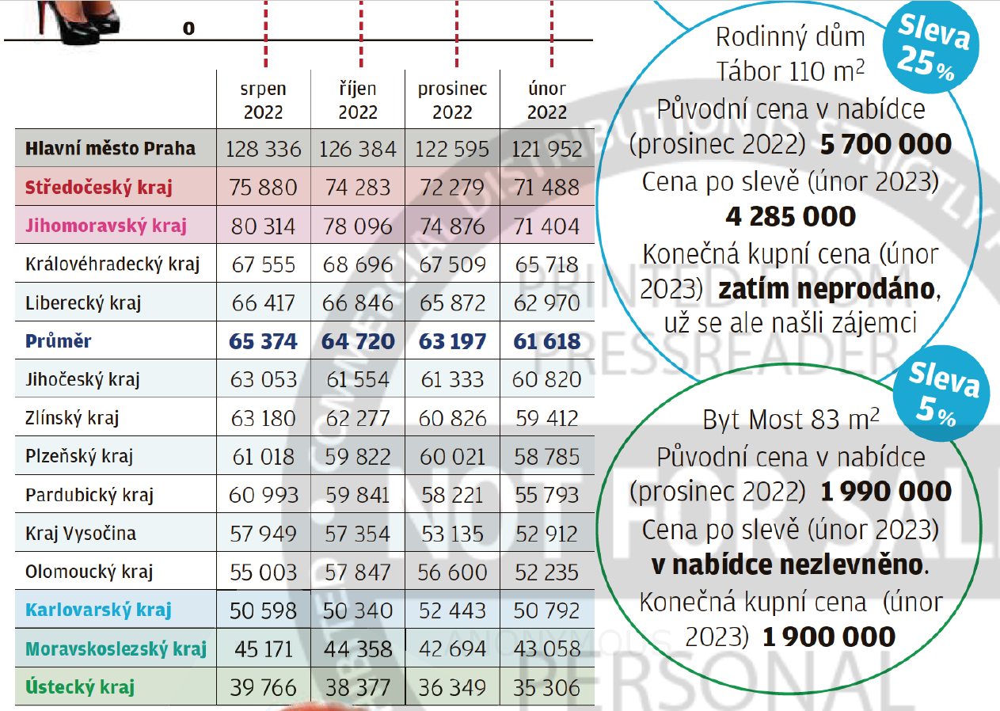 0
srpen 2022 říjen 2022 prosinec 2022 únor 2022
Hlavní město Praha 128 336 126 384 122 595 121 952
Středočeský kraj 75 880 74 283 72 279 71 488
Jihomoravský kraj 80 314 78 096 74 876 71 404
Královéhradecký kraj 67 555 68 696 67 509 65 718
Liberecký kraj 66 417 66 846 65 872 62 970
Průměr 65 374 64 720 63 197 61 618
Jihočeský kraj 63 053 61 554 61 333 60 820
Zlínský kraj 63 180 62 277 60 826 59 412
Plzeňský kraj 61 018 59 822 60 021 58 785
Pardubický kraj 60 993 59 841 58 221 55 793
Kraj Vysočina 57 949 57 354 53 135 52 912
Olomoucký kraj 55 003 57 847 56 600 52 235
Karlovarský kraj 50 598 50 340 52 443 50 792
Moravskoslezský kraj 45 171 44 358 42 694 43 058
Ústecký kraj 39 766 38 377 36 349 35 306
Sleva
25 %
Rodinný dům
Tábor 110 m²
Původní cena v nabídce
(prosinec 2022) 5 700 000
Cena po slevě (únor 2023)
4 285 000
Konečná kupní cena (únor
2023) zatím neprodáno,
už se ale našli zájemci
Sleva
5 %
Byt Most 83 m²
Původní cena v nabídce
(prosinec 2022) 1 990 000
Cena po slevě (únor 2023)
v nabídce nezlevněno.
Konečná kupní cena (únor
2023) 1 900 000
COMMERCIAL DISTRIBUTION IS STRICTLY
PRINTED FROM
PRESSREADER
NOT FOR SALE
ANONYMOUS
PERSONAL